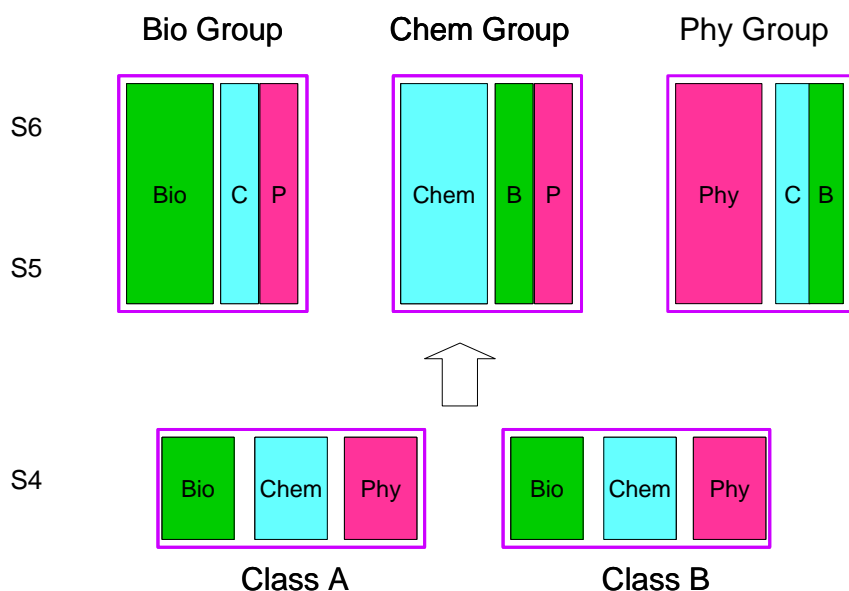 Bio Group Chem Group Phy Group
S6
Bio C P Chem B P Phy C B
S5
S4 Bio Chem Phy Bio Chem Phy
Class A Class B